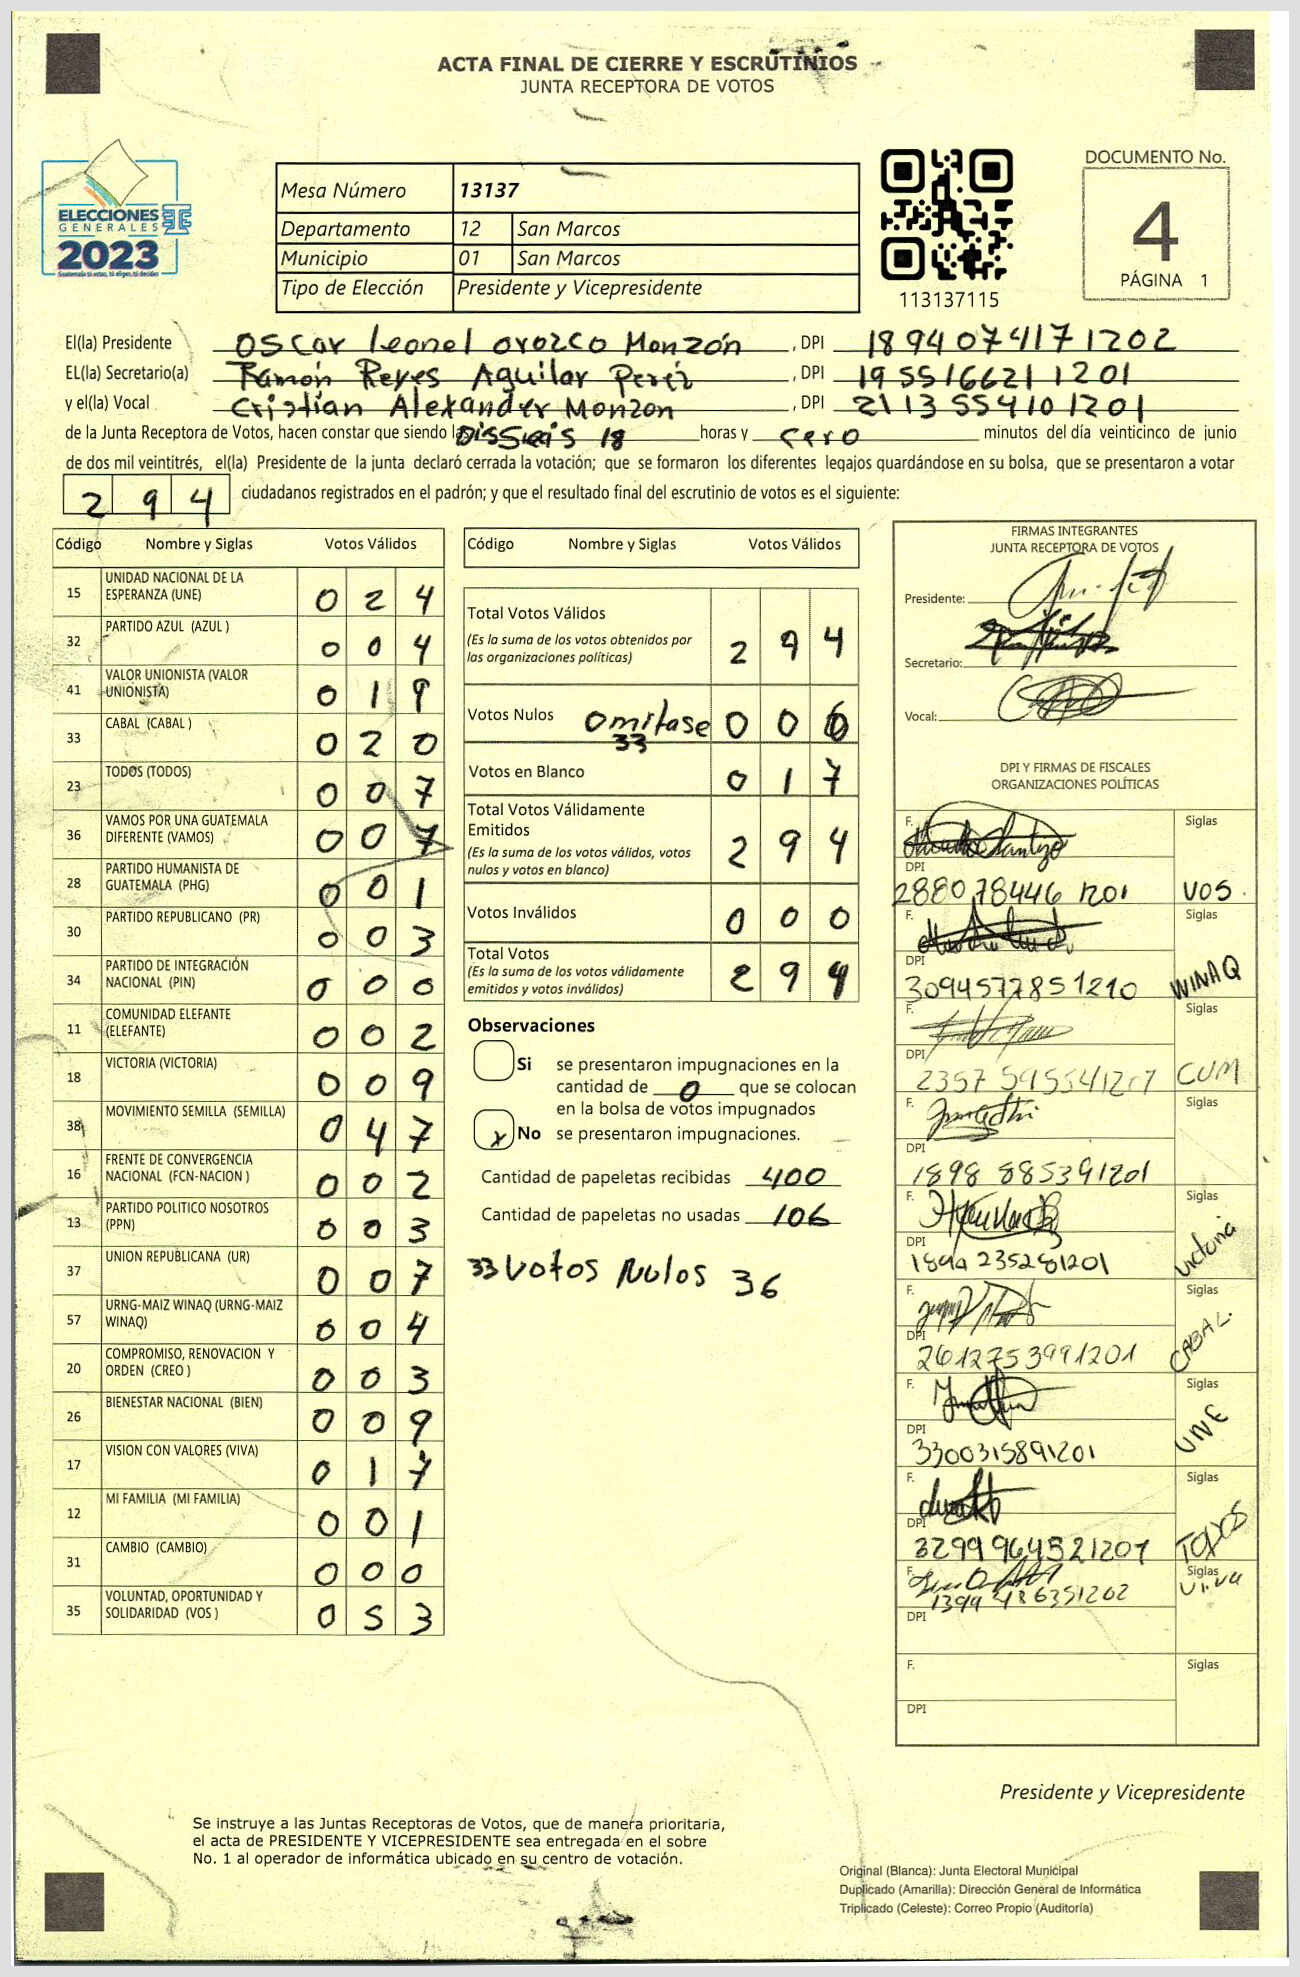 ACTA FINAL DE CIERRE Y ESCRUTINIOS
JUNTA RECEPTORA DE VOTOS
ELECCIONES
GENERALES
2023
Mesa Número 13137
Departamento 12 San Marcos
Municipio 01 San Marcos
Tipo de Elección Presidente y Vicepresidente
113137115
DOCUMENTO No.
4
PÁGINA 1
El(la) Presidente Oscar Leonel Orozco Monzón , DPI 1894074171202
EL(la) Secretario(a) Ramón Reyes Aguilar Perez , DPI 1955166211201
y el(la) Vocal Cristian Alexander Monzon , DPI 2113554101201
de la Junta Receptora de Votos, hacen constar que siendo las 18 horas y cero minutos del día veinticinco de junio
de dos mil veintitrés, el(la) Presidente de la junta declaró cerrada la votación; que se formaron los diferentes legajos quardándose en su bolsa, que se presentaron a votar
294 ciudadanos registrados en el padrón; y que el resultado final del escrutinio de votos es el siguiente:
Código Nombre y Siglas Votos Válidos
15 UNIDAD NACIONAL DE LA ESPERANZA (UNE) 0 2 4
32 PARTIDO AZUL (AZUL ) 0 0 4
41 VALOR UNIONISTA (VALOR UNIONISTA) 0 1 9
33 CABAL (CABAL ) 0 2 0
23 TODOS (TODOS) 0 0 7
36 VAMOS POR UNA GUATEMALA DIFERENTE (VAMOS) 0 0 7
28 PARTIDO HUMANISTA DE GUATEMALA (PHG) 0 0 1
30 PARTIDO REPUBLICANO (PR) 0 0 3
34 PARTIDO DE INTEGRACIÓN NACIONAL (PIN) 0 0 0
11 COMUNIDAD ELEFANTE (ELEFANTE) 0 0 2
18 VICTORIA (VICTORIA) 0 0 9
38 MOVIMIENTO SEMILLA (SEMILLA) 0 4 7
16 FRENTE DE CONVERGENCIA NACIONAL (FCN-NACION ) 0 0 2
13 PARTIDO POLITICO NOSOTROS (PPN) 0 0 3
37 UNION REPUBLICANA (UR) 0 0 7
57 URNG-MAIZ WINAQ (URNG-MAIZ WINAQ) 0 0 4
20 COMPROMISO, RENOVACION Y ORDEN (CREO ) 0 0 3
26 BIENESTAR NACIONAL (BIEN) 0 0 9
17 VISION CON VALORES (VIVA) 0 1 7
12 MI FAMILIA (MI FAMILIA) 0 0 1
31 CAMBIO (CAMBIO) 0 0 0
35 VOLUNTAD, OPORTUNIDAD Y SOLIDARIDAD (VOS ) 0 5 3
Código Nombre y Siglas Votos Válidos
Total Votos Válidos 2 9 4
(Es la suma de los votos obtenidos por
las organizaciones políticas)
Votos Nulos Omitase 0 0 6
33
Votos en Blanco 0 1 7
Total Votos Válidamente
Emitidos 2 9 4
(Es la suma de los votos válidos, votos
nulos y votos en blanco)
Votos Inválidos 0 0 0
Total Votos 2 9 4
(Es la suma de los votos válidamente
emitidos y votos inválidos)
Observaciones
Si se presentaron impugnaciones en la
cantidad de 0 que se colocan
en la bolsa de votos impugnados
x No se presentaron impugnaciones.
Cantidad de papeletas recibidas 400
Cantidad de papeletas no usadas 106
33 Votos Nulos 36
FIRMAS INTEGRANTES
JUNTA RECEPTORA DE VOTOS
Presidente:
Secretario:
Vocal:
DPI Y FIRMAS DE FISCALES
ORGANIZACIONES POLÍTICAS
F. Siglas
DPI
2880 78446 1201 VOS.
F. Siglas
DPI
3094577851210 WINAQ
F. Siglas
DPI
CUM
F. Siglas
DPI
1898 885391201
F. Siglas
DPI
1894 235281201 Victoria
F. Siglas
DPI
2612753991201 CABAL.
F. Siglas
DPI
3300315891201 UNE
F. Siglas
DPI
3299964521201 TODOS
F. Siglas
Viva
DPI
F. Siglas
DPI
Presidente y Vicepresidente
Se instruye a las Juntas Receptoras de Votos, que de manera prioritaria,
el acta de PRESIDENTE Y VICEPRESIDENTE sea entregada en el sobre
No. 1 al operador de informática ubicado en su centro de votación.
Original (Blanca): Junta Electoral Municipal
Duplicado (Amarilla): Dirección General de Informática
Triplicado (Celeste): Correo Propio (Auditoría)